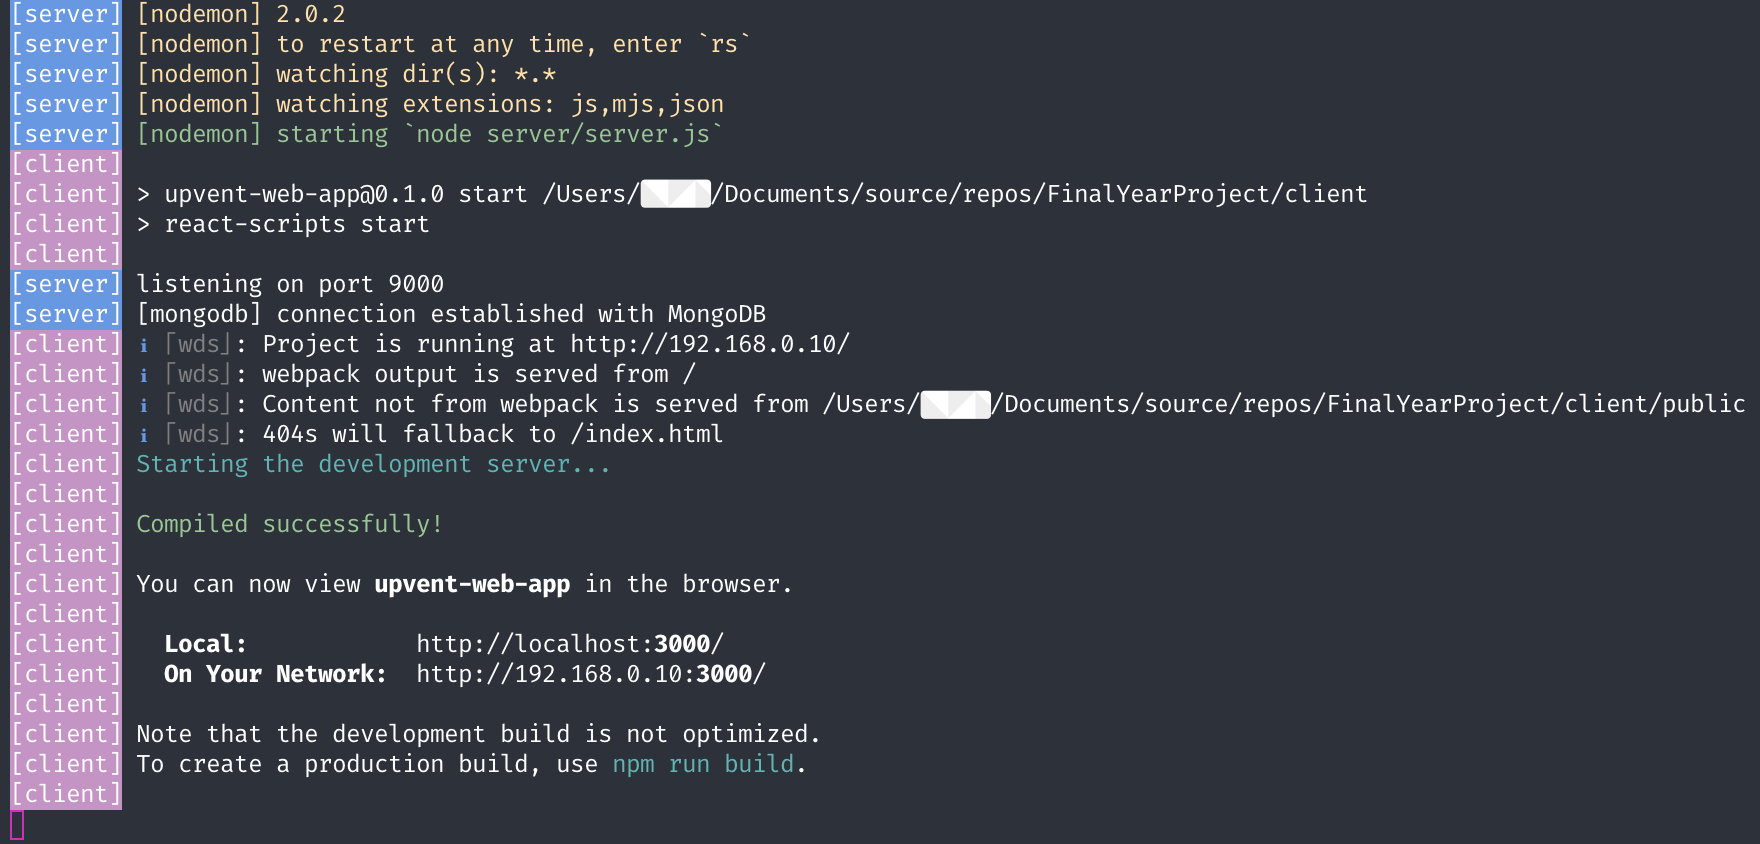 [server] [nodemon] 2.0.2
[server] [nodemon] to restart at any time, enter `rs`
[server] [nodemon] watching dir(s): *.*
[server] [nodemon] watching extensions: js,mjs,json
[server] [nodemon] starting `node server/server.js`
[client]
[client] > upvent-web-app@0.1.0 start /Users/ /Documents/source/repos/FinalYearProject/client
[client] > react-scripts start
[client]
[server] listening on port 9000
[server] [mongodb] connection established with MongoDB
[client] ℹ ｢wds｣: Project is running at http://192.168.0.10/
[client] ℹ ｢wds｣: webpack output is served from /
[client] ℹ ｢wds｣: Content not from webpack is served from /Users/ /Documents/source/repos/FinalYearProject/client/public
[client] ℹ ｢wds｣: 404s will fallback to /index.html
[client] Starting the development server...
[client]
[client] Compiled successfully!
[client]
[client] You can now view upvent-web-app in the browser.
[client]
[client] Local: http://localhost:3000/
[client] On Your Network: http://192.168.0.10:3000/
[client]
[client] Note that the development build is not optimized.
[client] To create a production build, use npm run build.
[client]